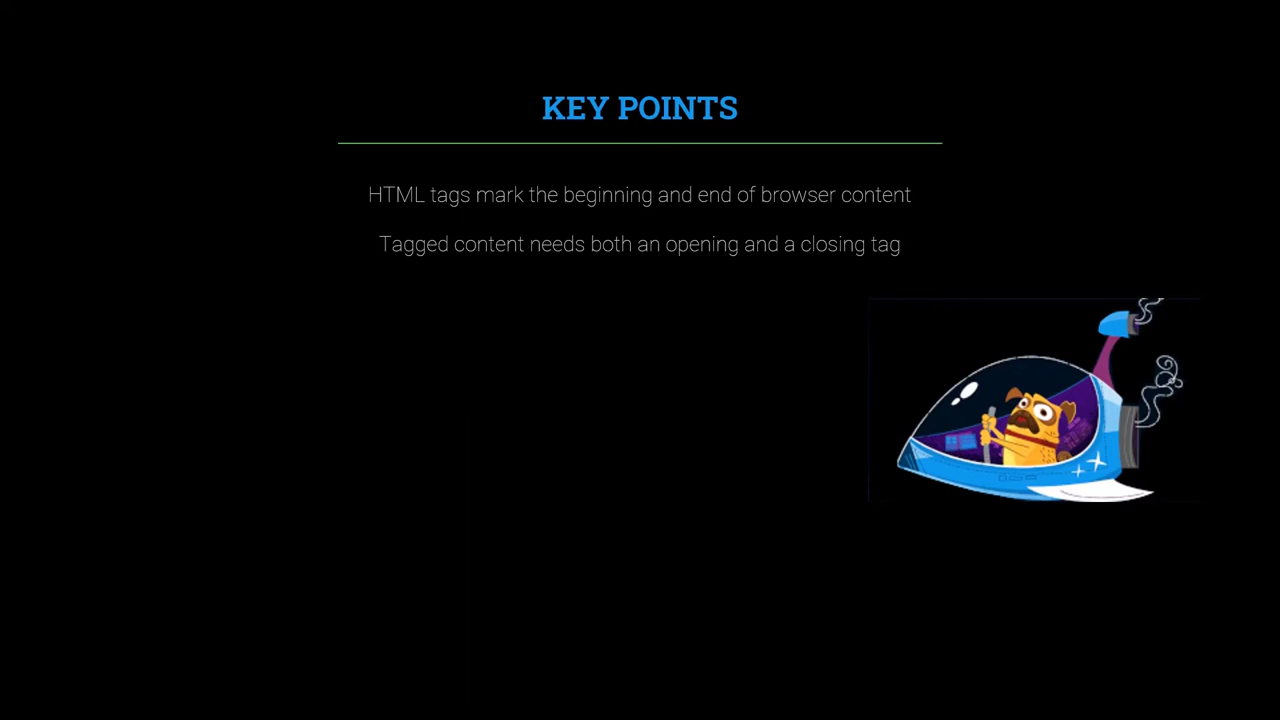 KEY POINTS
HTML tags mark the beginning and end of browser content
Tagged content needs both an opening and a closing tag